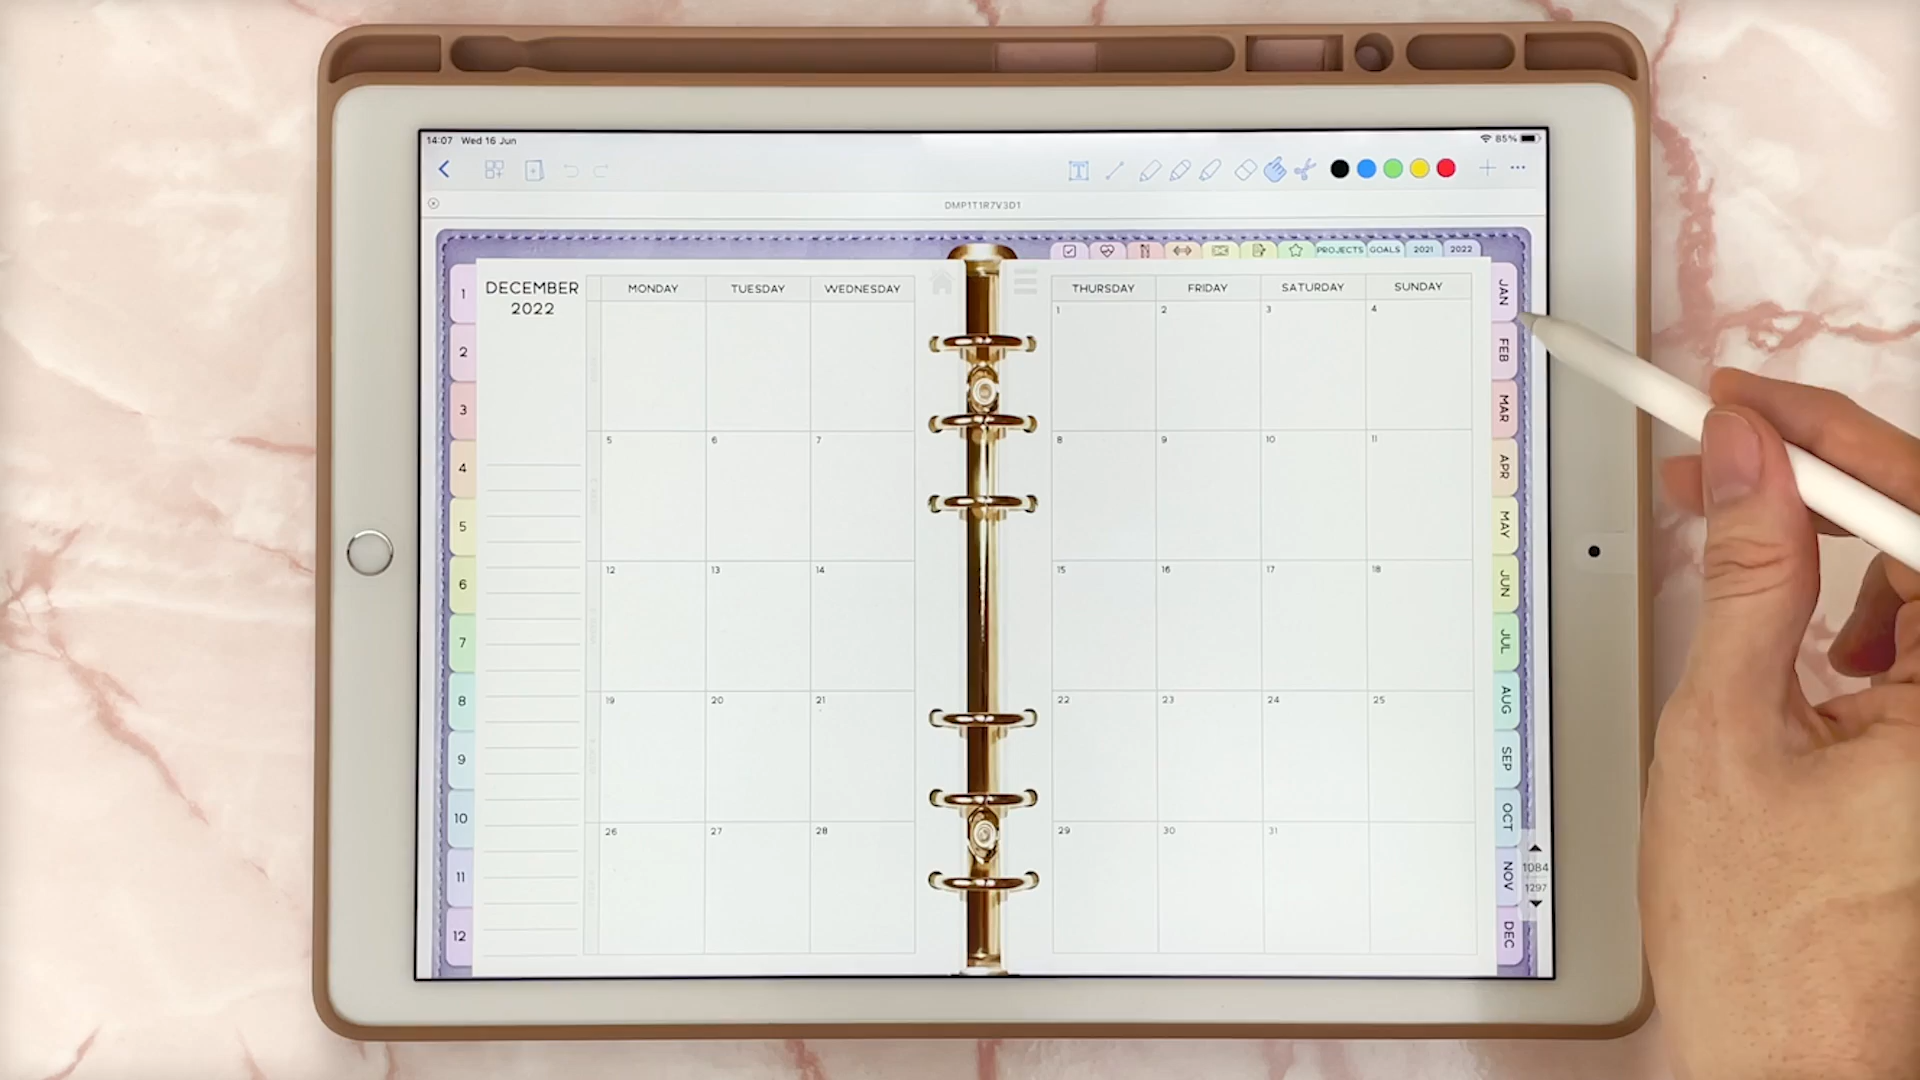 14:07 Wed 16 Jun
85%
T
DMP1T1R7V3D1
PROJECTS GOALS 2021 2022
DECEMBER
2022
MONDAY TUESDAY WEDNESDAY THURSDAY FRIDAY SATURDAY SUNDAY
1 2 3 4
5 6 7 8 9 10 11
12 13 14 15 16 17 18
19 20 21 22 23 24 25
26 27 28 29 30 31
1
2
3
4
5
6
7
8
9
10
11
12
JAN
FEB
MAR
APR
MAY
JUN
JUL
AUG
SEP
OCT
NOV
DEC
1084
1297